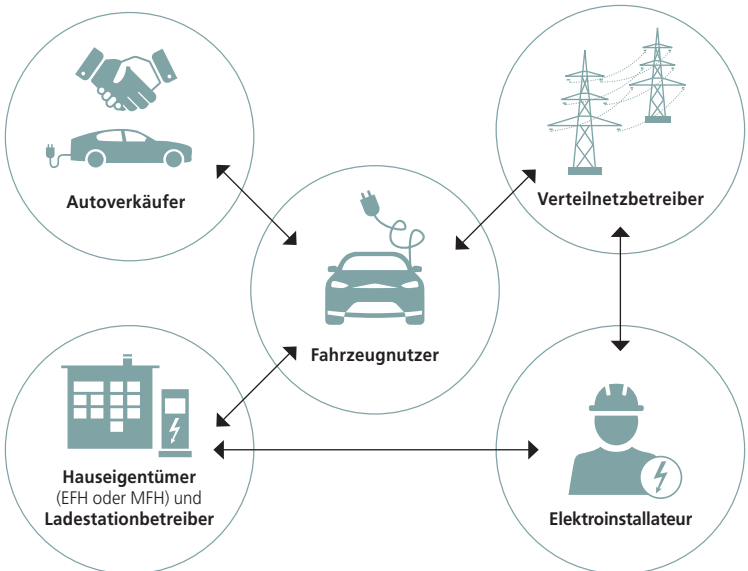 Autoverkäufer
Verteilnetzbetreiber
Fahrzeugnutzer
Hauseigentümer
(EFH oder MFH) und
Ladestationbetreiber
Elektroinstallateur